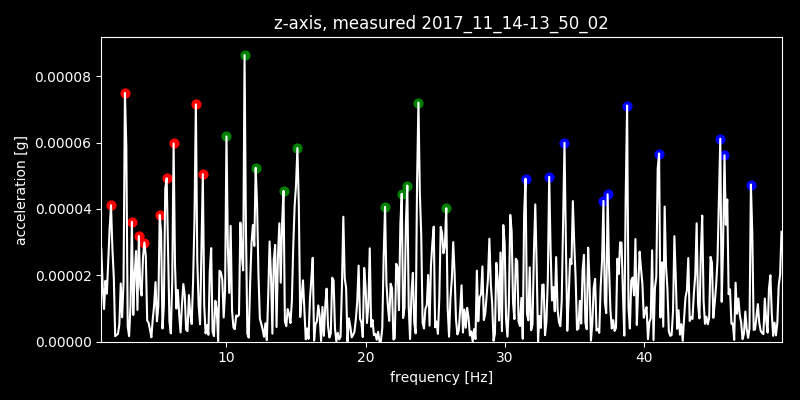 z-axis, measured 2017_11_14-13_50_02
0.00008
0.00006
0.00004
0.00002
0.00000
acceleration [g]
10 20 30 40
frequency [Hz]